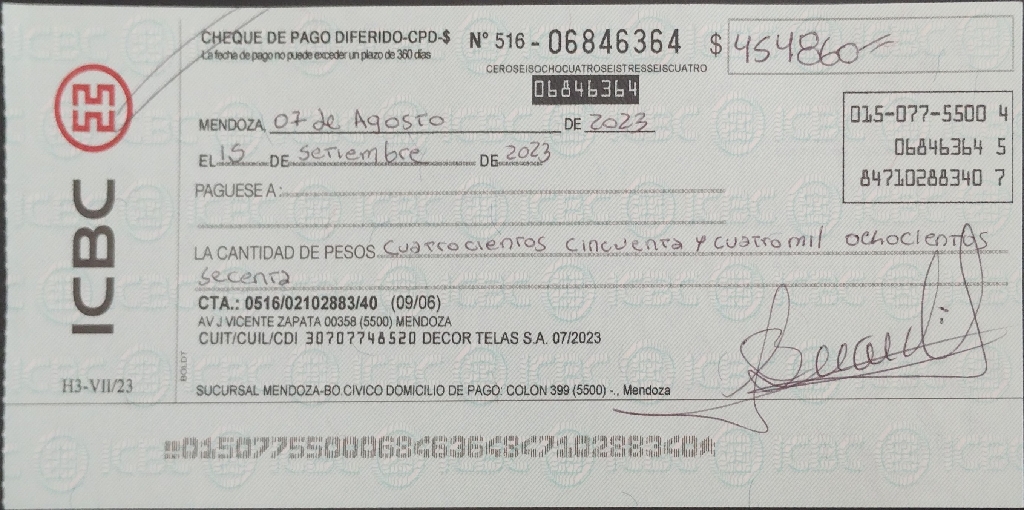 CHEQUE DE PAGO DIFERIDO-CPD-$ N° 516 - 06846364 $ 454860=
La fecha de pago no puede exceder un plazo de 360 días
CEROSEISOCHOCUATROSEISTRESSEISCUATRO
06846364
MENDOZA, 07 de Agosto DE 2023
EL 15 DE Setiembre DE 2023
PAGUESE A:
015-077-5500 4
06846364 5
84710288340 7
LA CANTIDAD DE PESOS Cuatrocientos cincuenta y cuatro mil ochocientos
secenta
CTA.: 0516/02102883/40 (09/06)
AV J VICENTE ZAPATA 00358 (5500) MENDOZA
CUIT/CUIL/CDI 30707748520 DECOR TELAS S.A. 07/2023
SUCURSAL MENDOZA-BO.CIVICO DOMICILIO DE PAGO: COLON 399 (5500) -., Mendoza
ICBC
BOLDT
H3-VII/23
01507755000684636484710288340